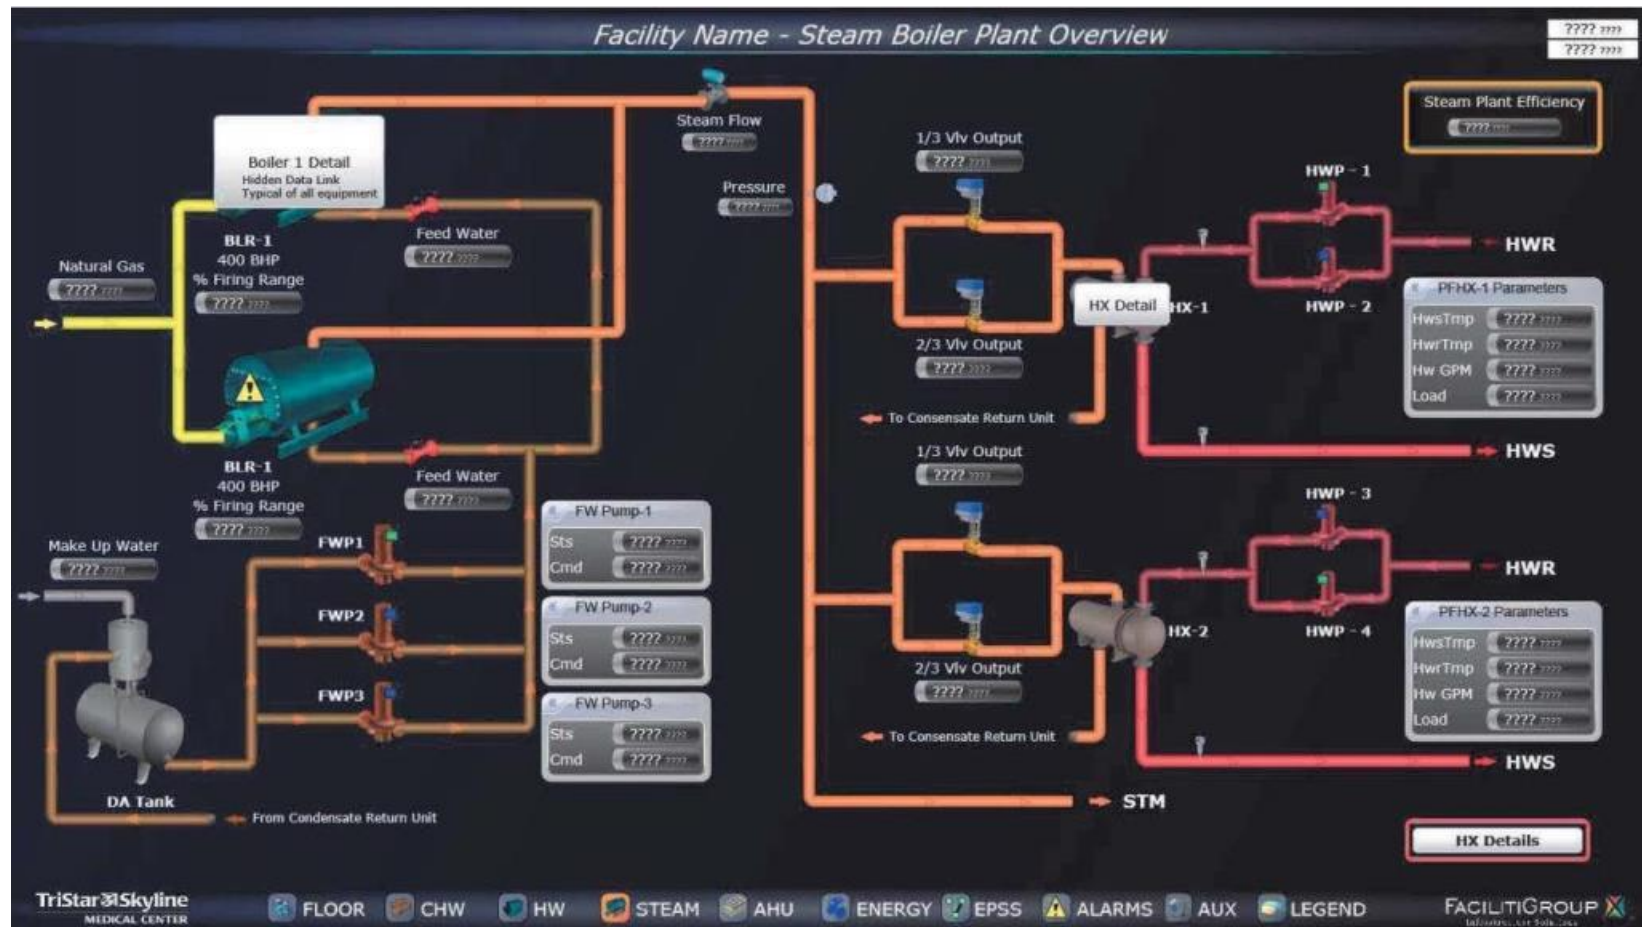 Facility Name - Steam Boiler Plant Overview
???? ????
???? ????
Steam Plant Efficiency
???? ????
Steam Flow
???? ????
Pressure
???? ????
Boiler 1 Detail
Hidden Data Link
Typical of all equipment
BLR-1
400 BHP
% Firing Range
???? ????
Feed Water
???? ????
Natural Gas
???? ????
BLR-1
400 BHP
% Firing Range
???? ????
Feed Water
???? ????
Make Up Water
???? ????
FWP1
FWP2
FWP3
DA Tank
From Condensate Return Unit
FW Pump-1
Sts ???? ????
Cmd ???? ????
FW Pump-2
Sts ???? ????
Cmd ???? ????
FW Pump-3
Sts ???? ????
Cmd ???? ????
1/3 Vlv Output
???? ????
2/3 Vlv Output
???? ????
HX Detail
HX-1
To Consensate Return Unit
HWP - 1
HWP - 2
HWR
PFHX-1 Parameters
HwsTmp ???? ????
HwrTmp ???? ????
Hw GPM ???? ????
Load ???? ????
HWS
1/3 Vlv Output
???? ????
2/3 Vlv Output
???? ????
HX-2
To Consensate Return Unit
HWP - 3
HWP - 4
HWR
PFHX-2 Parameters
HwsTmp ???? ????
HwrTmp ???? ????
Hw GPM ???? ????
Load ???? ????
HWS
STM
HX Details
TriStar Skyline
MEDICAL CENTER
FLOOR CHW HW STEAM AHU ENERGY EPSS ALARMS AUX LEGEND
FACILITIGROUP